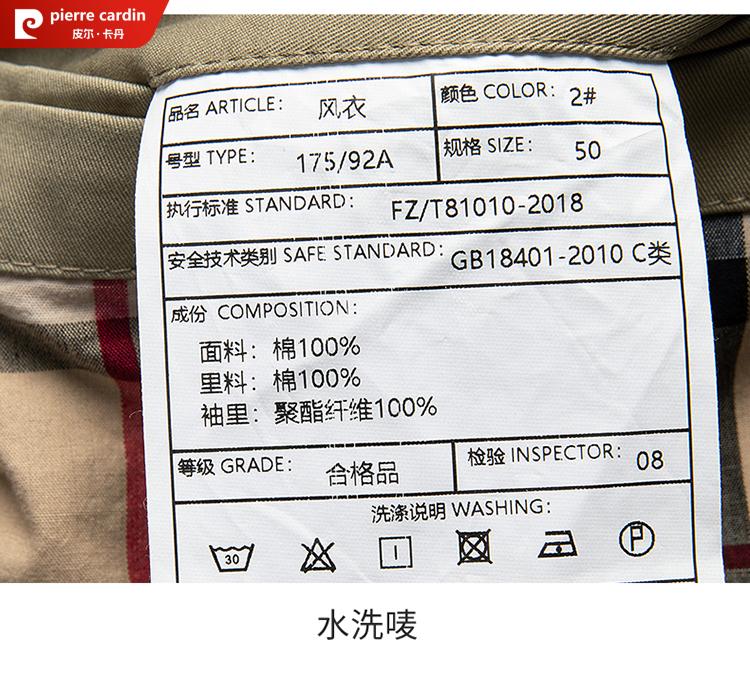 pierre cardin
皮尔·卡丹
品名 ARTICLE: 风衣
颜色 COLOR: 2#
号型 TYPE: 175/92A
规格 SIZE: 50
执行标准 STANDARD: FZ/T81010-2018
安全技术类别 SAFE STANDARD: GB18401-2010 C类
成份 COMPOSITION:
面料: 棉100%
里料: 棉100%
袖里: 聚酯纤维100%
等级 GRADE: 合格品
检验 INSPECTOR: 08
洗涤说明 WASHING:
30
P
水洗唛